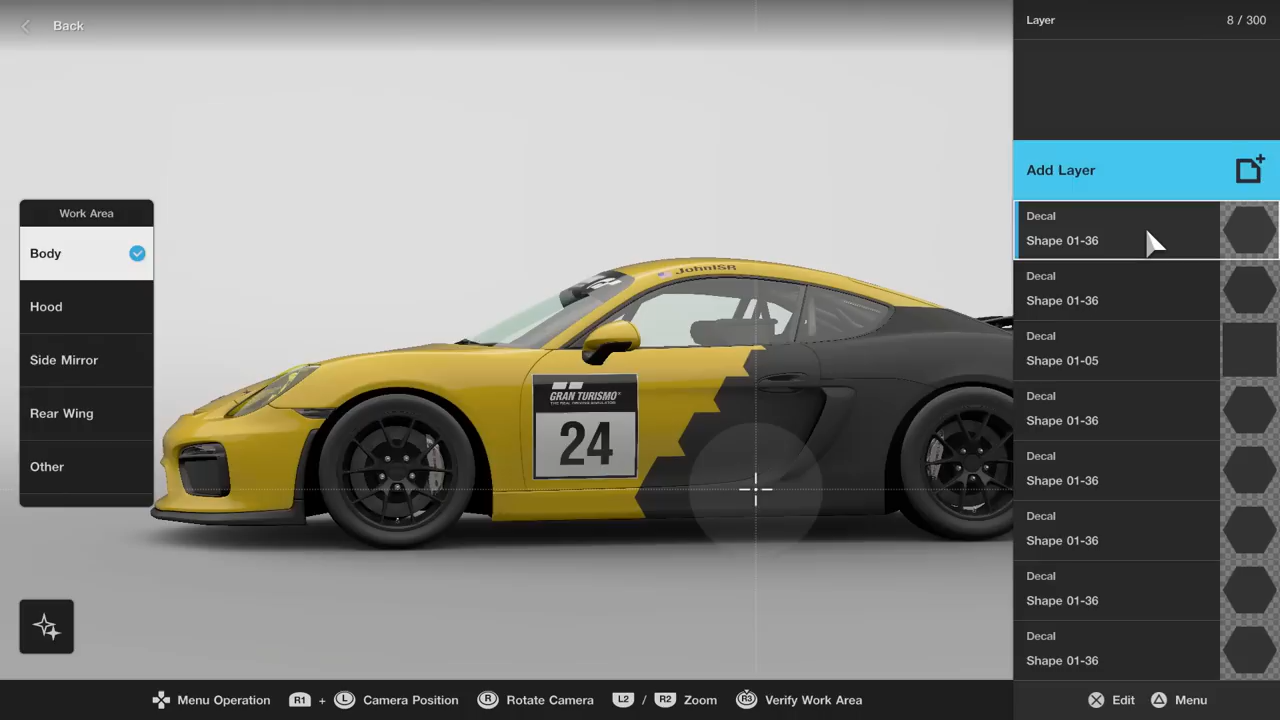 Back
Layer
8 / 300
Add Layer
Work Area
Body
Hood
Side Mirror
Rear Wing
Other
JohnISR
GRAN TURISMO®
THE REAL DRIVING SIMULATOR
24
Decal
Shape 01-36
Decal
Shape 01-36
Decal
Shape 01-05
Decal
Shape 01-36
Decal
Shape 01-36
Decal
Shape 01-36
Decal
Shape 01-36
Decal
Shape 01-36
Menu Operation
R1 + L Camera Position
R Rotate Camera
L2 / R2 Zoom
R3 Verify Work Area
Edit
Menu